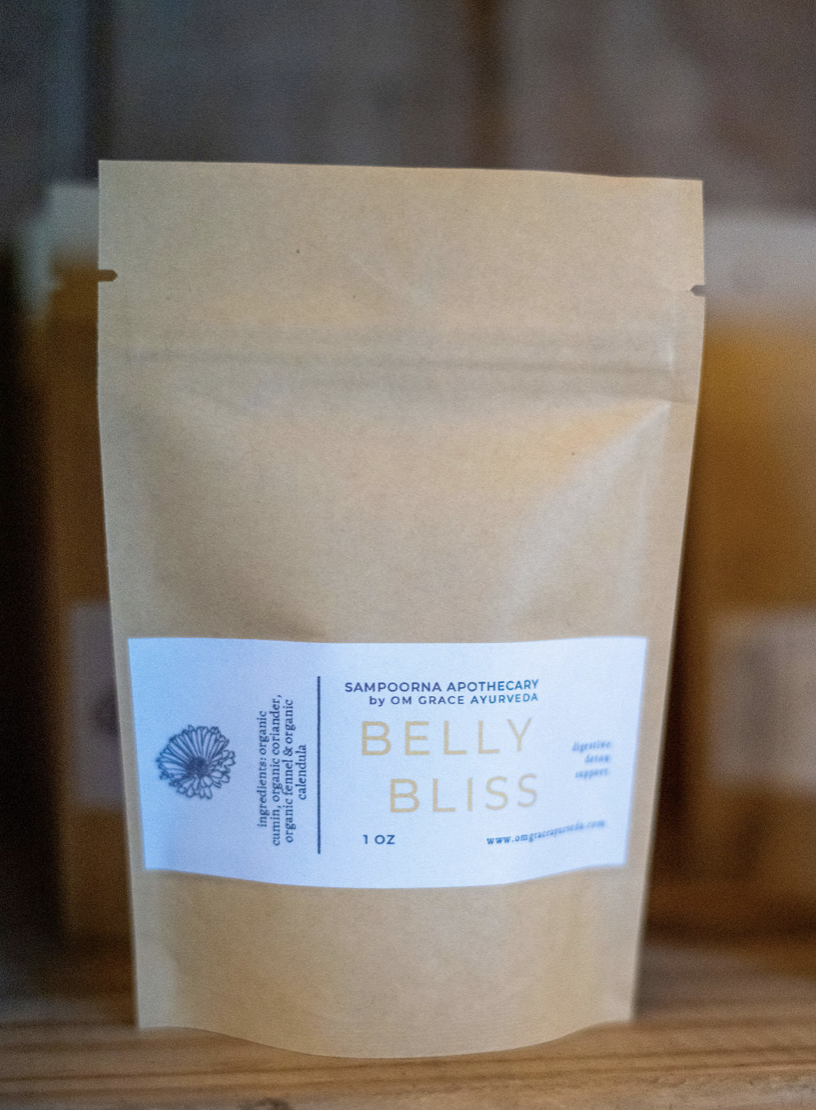 ingredients: organic
cumin, organic coriander,
organic fennel & organic
calendula
SAMPOORNA APOTHECARY
by OM GRACE AYURVEDA
BELLY
BLISS
digestive.
detox.
support.
1 OZ
www.omgraceayurveda.com